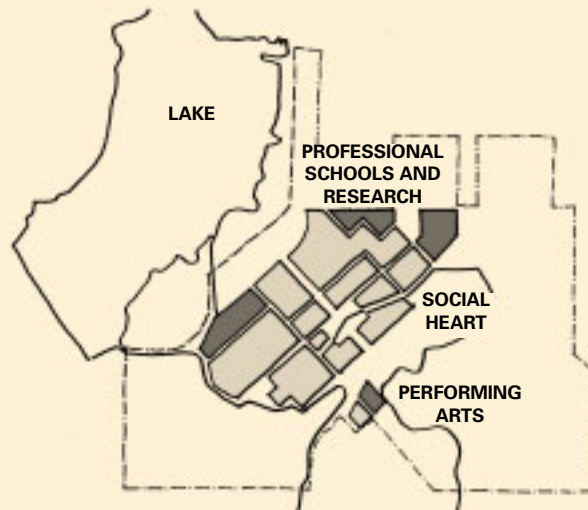 LAKE
PROFESSIONAL
SCHOOLS AND
RESEARCH
SOCIAL
HEART
PERFORMING
ARTS